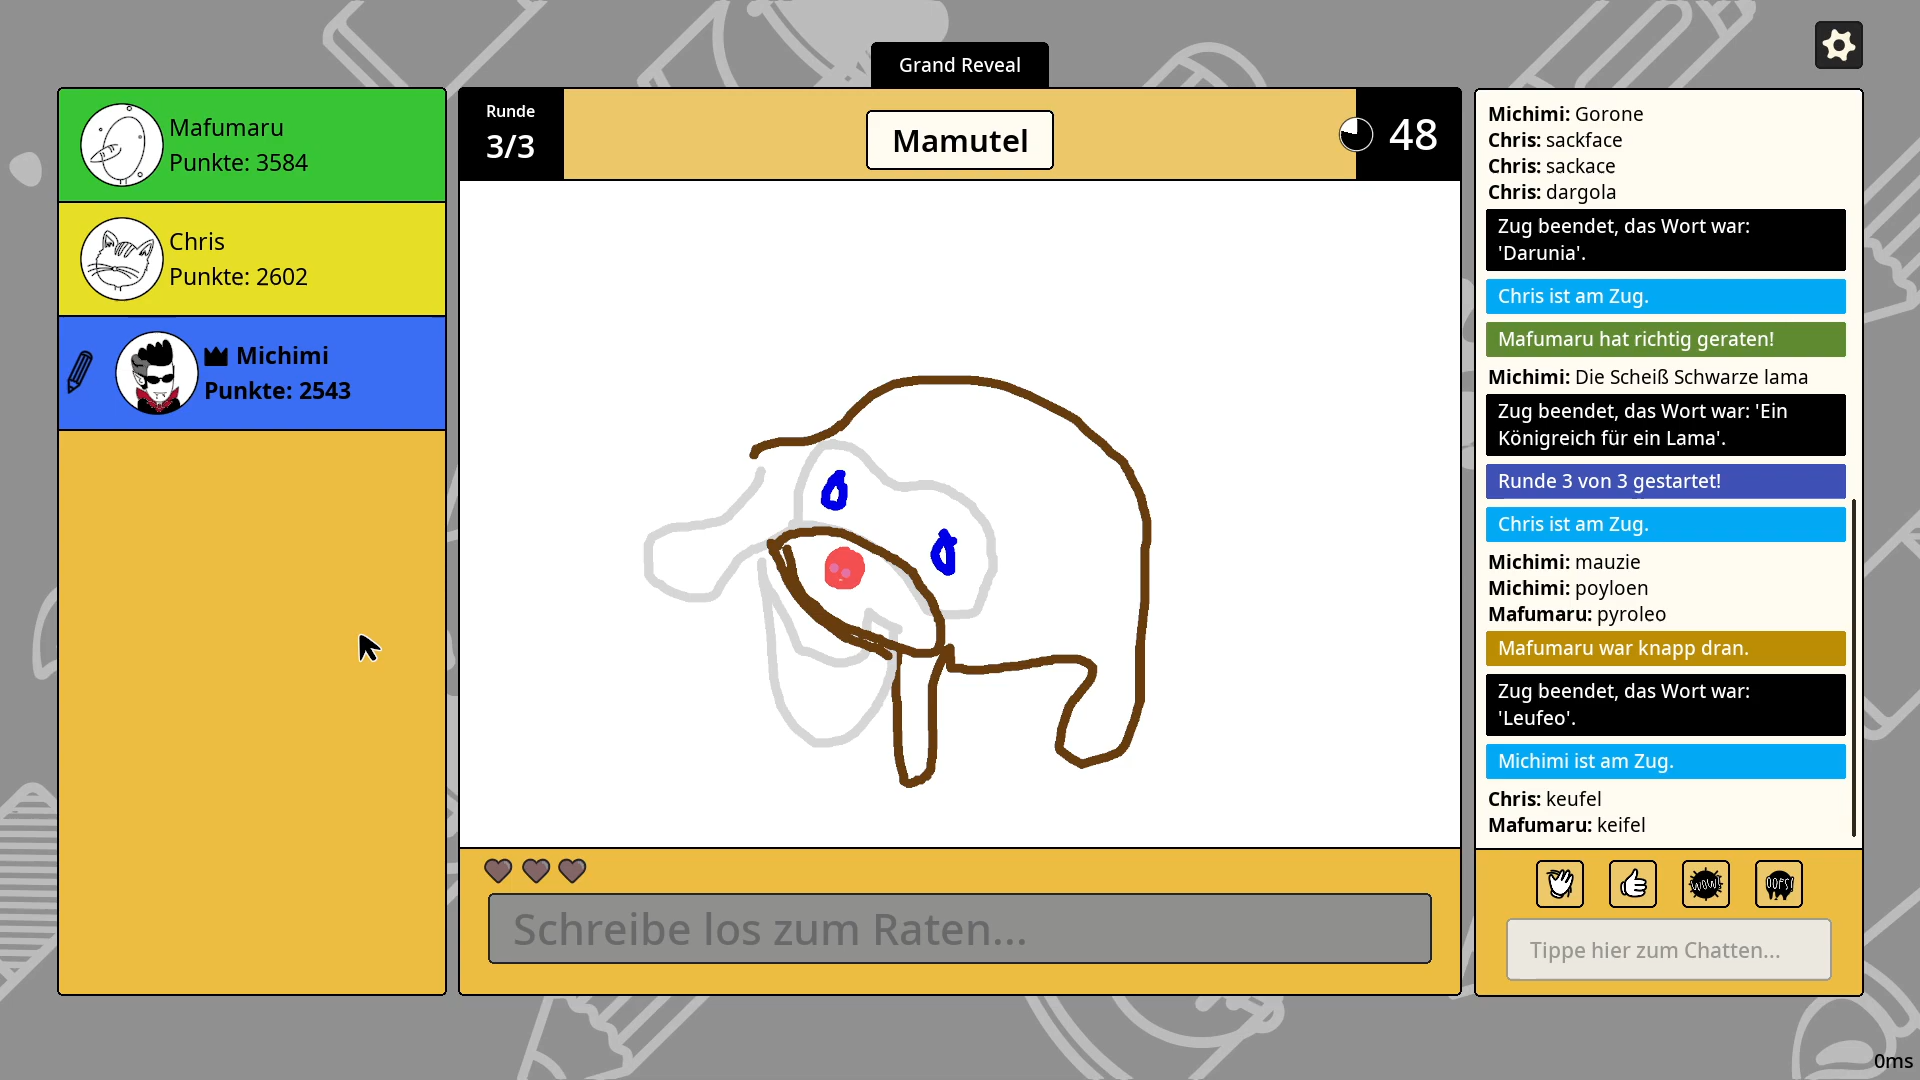 Grand Reveal
Mafumaru
Punkte: 3584
Chris
Punkte: 2602
Michimi
Punkte: 2543
Runde
3/3
Mamutel
48
Michimi: Gorone
Chris: sackface
Chris: sackace
Chris: dargola
Zug beendet, das Wort war:
'Darunia'.
Chris ist am Zug.
Mafumaru hat richtig geraten!
Michimi: Die Scheiß Schwarze lama
Zug beendet, das Wort war: 'Ein
Königreich für ein Lama'.
Runde 3 von 3 gestartet!
Chris ist am Zug.
Michimi: mauzie
Michimi: poyloen
Mafumaru: pyroleo
Mafumaru war knapp dran.
Zug beendet, das Wort war:
'Leufeo'.
Michimi ist am Zug.
Chris: keufel
Mafumaru: keifel
WOW!
OOPS!
Schreibe los zum Raten...
Tippe hier zum Chatten...
0ms